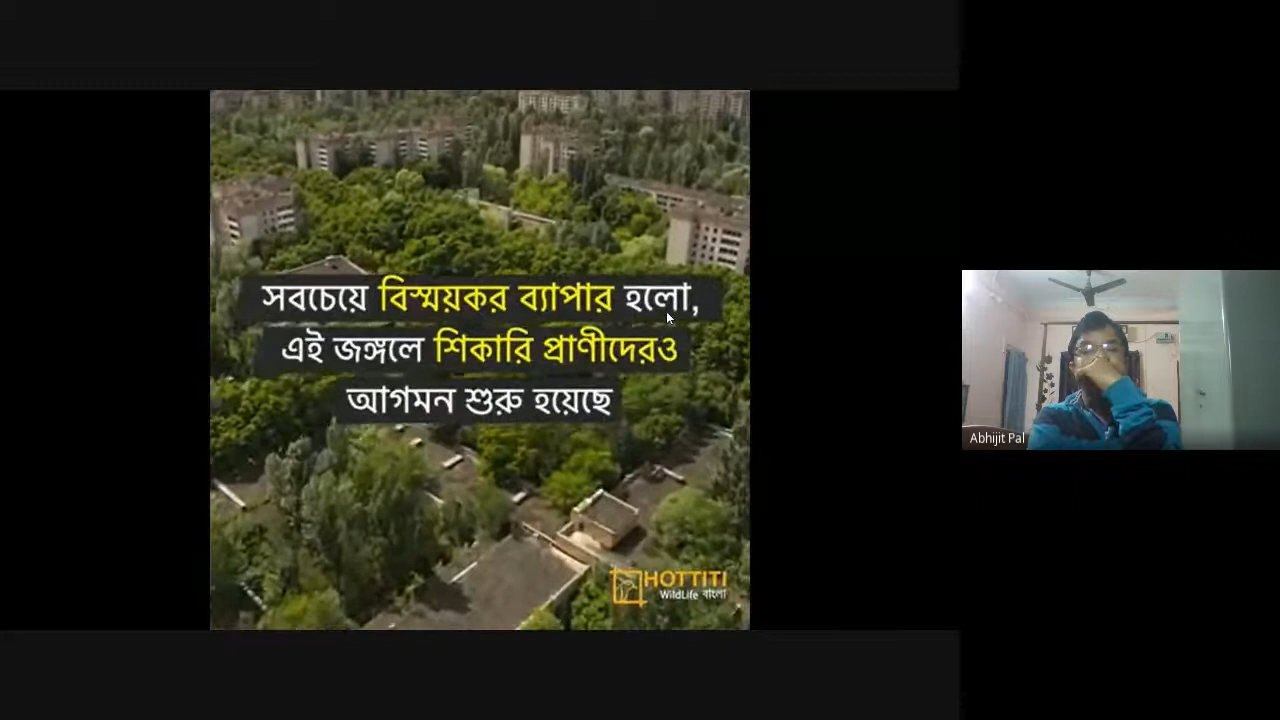 সবচেয়ে বিস্ময়কর ব্যাপার হলো,
এই জঙ্গলে শিকারি প্রাণীদেরও
আগমন শুরু হয়েছে
HOTTITI
WildLife বাংলা
Abhijit Pal